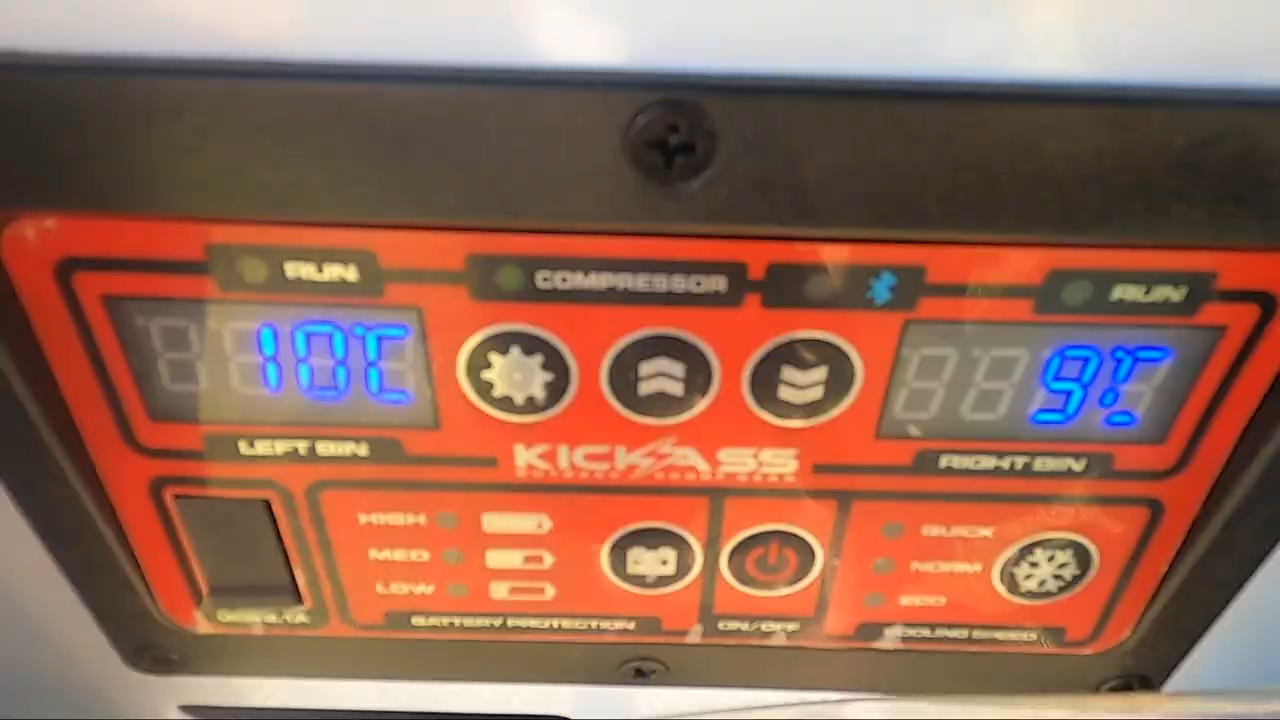 RUN
COMPRESSOR
RUN
10°C
9°C
LEFT BIN
KICKASS
RIGHT BIN
HIGH
MED
LOW
QUICK
NORM
ECO
BATTERY PROTECTION
ON/OFF
COOLING SPEED